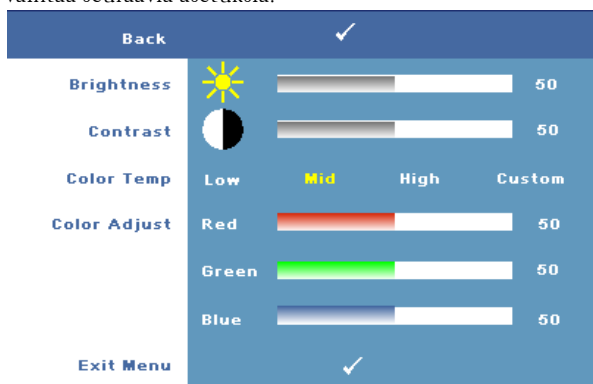 Back
Brightness 50
Contrast 50
Color Temp Low Mid High Custom
Color Adjust Red 50
Green 50
Blue 50
Exit Menu